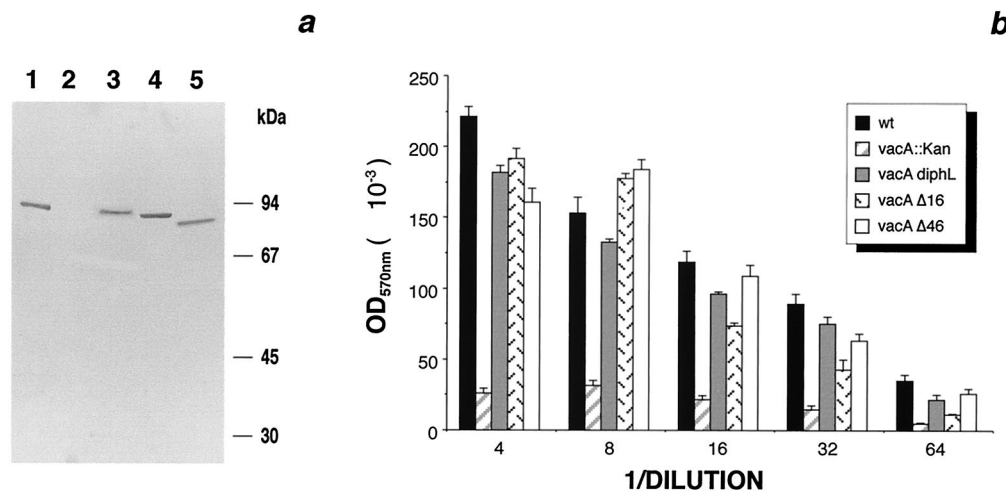 a
b
1 2 3 4 5
kDa
94
67
45
30
250
200
150
100
50
0
OD570nm ( 10-3)
wt
vacA::Kan
vacA diphL
vacA Δ16
vacA Δ46
4 8 16 32 64
1/DILUTION